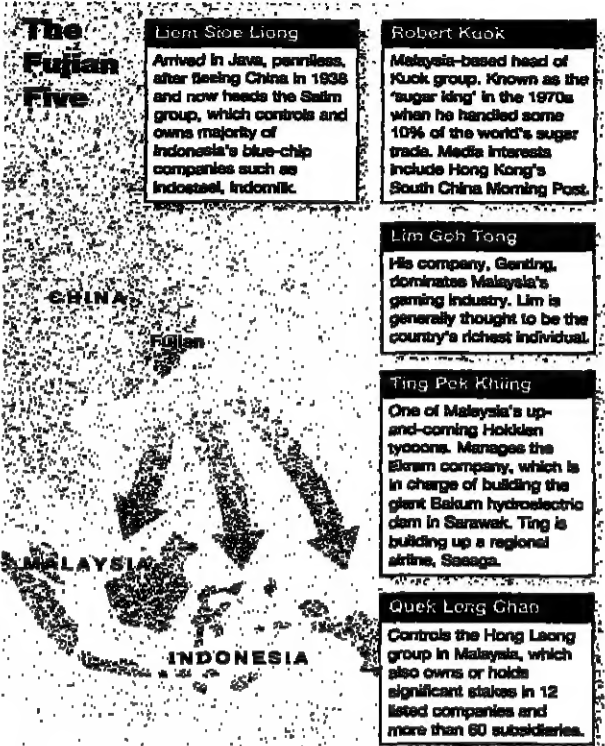 The
Fujian
Five
Liem Sioe Liong
Arrived in Java, penniless,
after fleeing China in 1938
and now heads the Salim
group, which controls and
owns majority of
Indonesia's blue-chip
companies such as
Indosteel, Indomilk.
Robert Kuok
Malaysia-based head of
Kuok group. Known as the
'sugar king' in the 1970s
when he handled some
10% of the world's sugar
trade. Media interests
include Hong Kong's
South China Morning Post.
Lim Goh Tong
His company, Genting,
dominates Malaysia's
gaming industry. Lim is
generally thought to be the
country's richest individual.
Ting Pek Khiing
One of Malaysia's up-
and-coming Hokkien
tycoons. Manages the
Ekram company, which is
in charge of building the
giant Bakum hydroelectric
dam in Sarawak. Ting is
building up a regional
airline, Saeaga.
Quek Leng Chan
Controls the Hong Leong
group in Malaysia, which
also owns or holds
significant stakes in 12
listed companies and
more than 60 subsidiaries.
CHINA
Fujian
MALAYSIA
INDONESIA